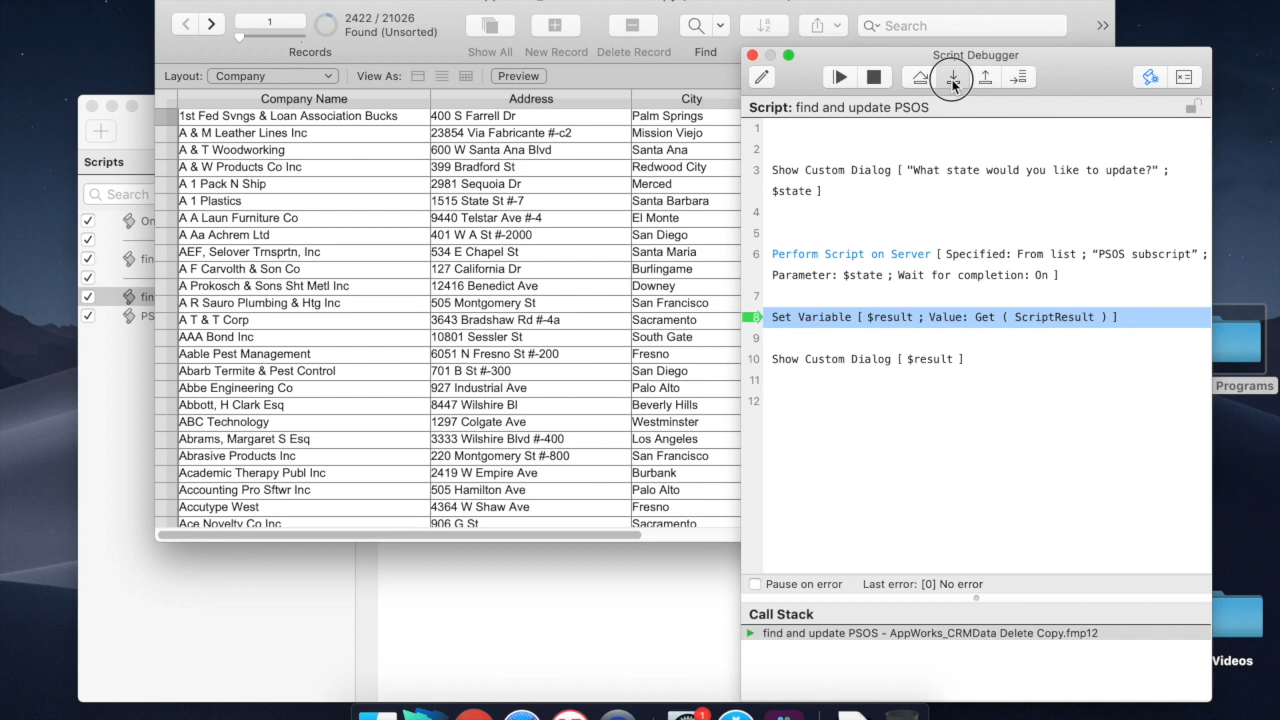 1
2422 / 21026
Found (Unsorted)
Records
Show All
New Record
Delete Record
Find
Search
Layout:
Company
View As:
Preview
Company Name Address City
1st Fed Svngs & Loan Association Bucks 400 S Farrell Dr Palm Springs
A & M Leather Lines Inc 23854 Via Fabricante #-c2 Mission Viejo
A & T Woodworking 600 W Santa Ana Blvd Santa Ana
A & W Products Co Inc 399 Bradford St Redwood City
A 1 Pack N Ship 2981 Sequoia Dr Merced
A 1 Plastics 1515 State St #-7 Santa Barbara
A A Laun Furniture Co 9440 Telstar Ave #-4 El Monte
A Aa Achrem Ltd 401 W A St #-2000 San Diego
AEF, Selover Trnsprtn, Inc 534 E Chapel St Santa Maria
A F Carvolth & Son Co 127 California Dr Burlingame
A Prokosch & Sons Sht Metl Inc 12416 Benedict Ave Downey
A R Sauro Plumbing & Htg Inc 505 Montgomery St San Francisco
A T & T Corp 3643 Bradshaw Rd #-4a Sacramento
AAA Bond Inc 10801 Sessler St South Gate
Aable Pest Management 6051 N Fresno St #-200 Fresno
Abarb Termite & Pest Control 701 B St #-300 San Diego
Abbe Engineering Co 927 Industrial Ave Palo Alto
Abbott, H Clark Esq 8447 Wilshire Bl Beverly Hills
ABC Technology 1297 Colgate Ave Westminster
Abrams, Margaret S Esq 3333 Wilshire Blvd #-400 Los Angeles
Abrasive Products Inc 220 Montgomery St #-800 San Francisco
Academic Therapy Publ Inc 2419 W Empire Ave Burbank
Accounting Pro Sftwr Inc 505 Hamilton Ave Palo Alto
Accutype West 4364 W Shaw Ave Fresno
Ace Novelty Co Inc 906 G St Sacramento
Scripts
Search
On
fin
fin
PS
Script Debugger
Script: find and update PSOS
1
2
3 Show Custom Dialog [ "What state would you like to update?" ;
$state ]
4
5
6 Perform Script on Server [ Specified: From list ; “PSOS subscript” ;
Parameter: $state ; Wait for completion: On ]
7
8 Set Variable [ $result ; Value: Get ( ScriptResult ) ]
9
10 Show Custom Dialog [ $result ]
11
12
Pause on error Last error: [0] No error
Call Stack
find and update PSOS - AppWorks_CRMData Delete Copy.fmp12
Programs
Videos
1